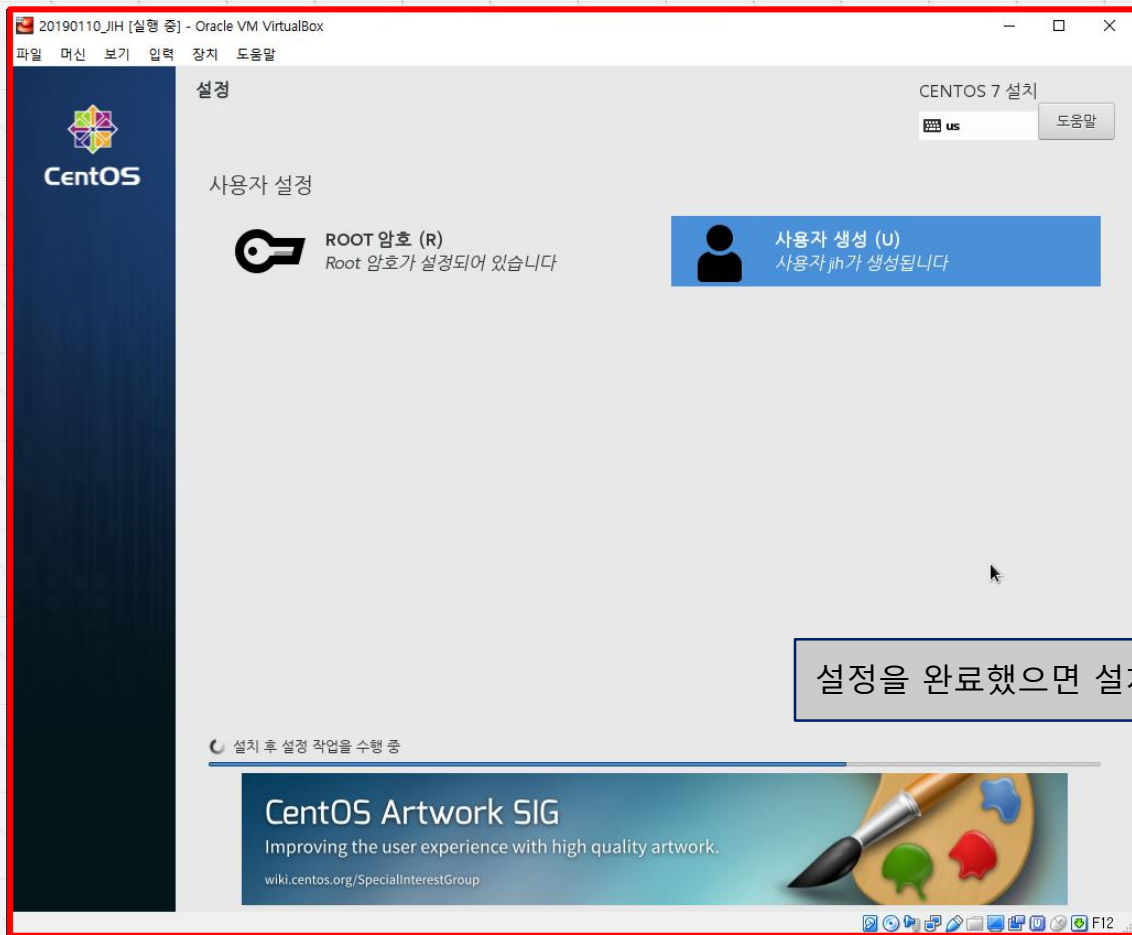 20190110_JIH [실행 중] - Oracle VM VirtualBox
파일 머신 보기 입력 장치 도움말
설정
CENTOS 7 설치
us
도움말
CentOS
사용자 설정
ROOT 암호 (R)
Root 암호가 설정되어 있습니다
사용자 생성 (U)
사용자 jih가 생성됩니다
설정을 완료했으면
설치 후 설정 작업을 수행 중
CentOS Artwork SIG
Improving the user experience with high quality artwork.
wiki.centos.org/SpecialInterestGroup
F12